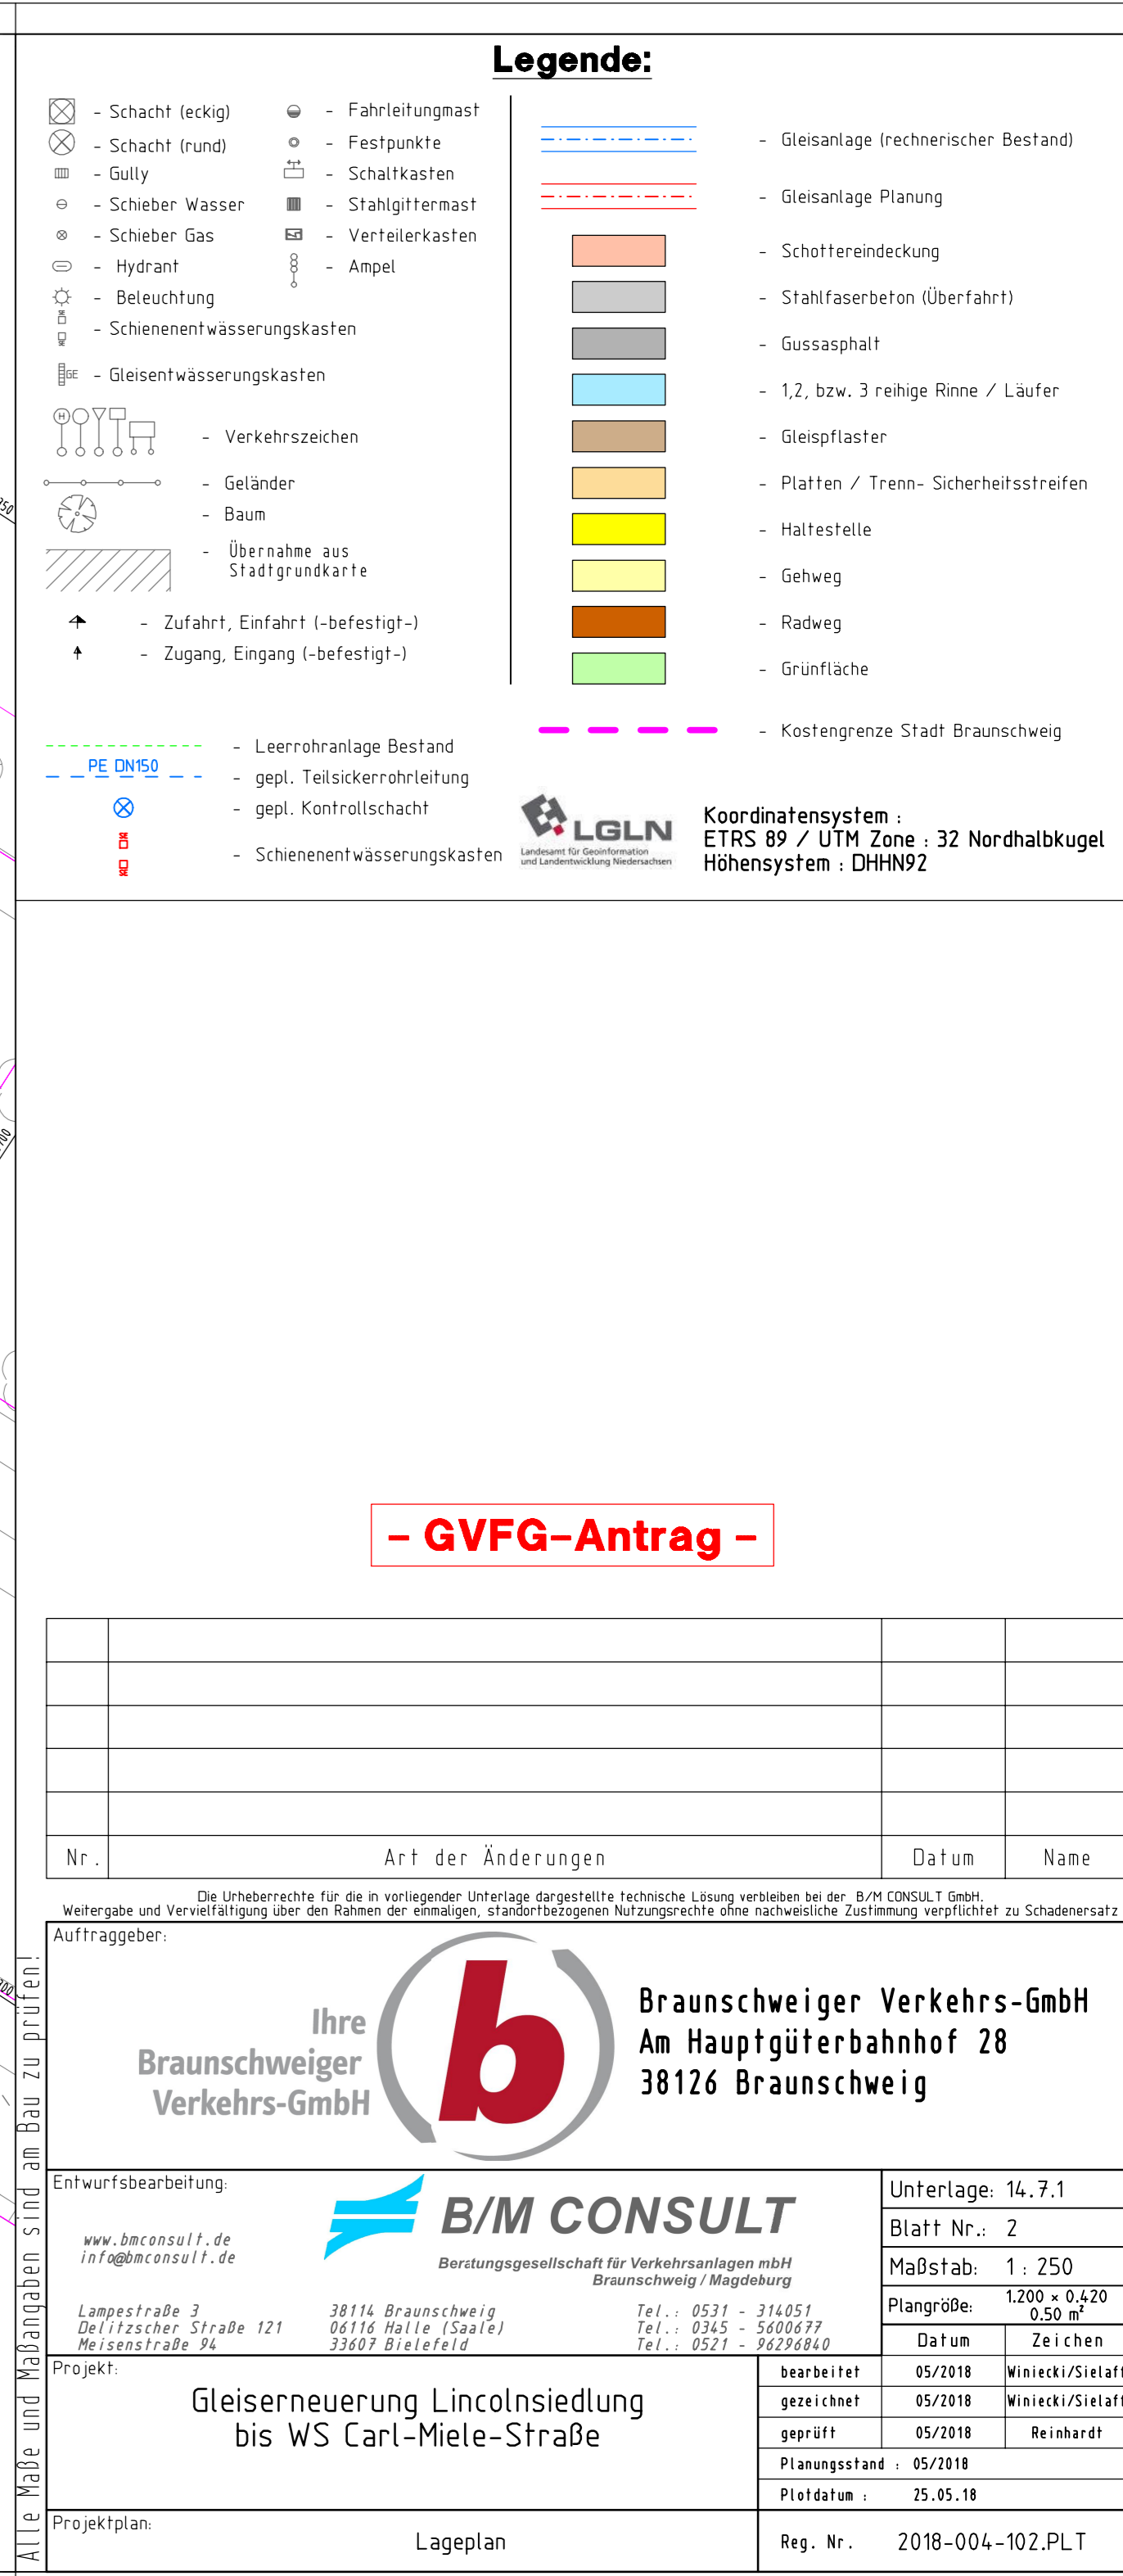 Legende:
- Schacht (eckig)
- Schacht (rund)
- Gully
- Schieber Wasser
- Schieber Gas
- Hydrant
- Beleuchtung
SE
SE
- Schienenentwässerungskasten
GE - Gleisentwässerungskasten
H
- Verkehrszeichen
- Geländer
- Baum
- Übernahme aus
Stadtgrundkarte
- Zufahrt, Einfahrt (-befestigt-)
- Zugang, Eingang (-befestigt-)
- Fahrleitungmast
- Festpunkte
- Schaltkasten
- Stahlgittermast
- Verteilerkasten
- Ampel
- Gleisanlage (rechnerischer Bestand)
- Gleisanlage Planung
- Schottereindeckung
- Stahlfaserbeton (Überfahrt)
- Gussasphalt
- 1,2, bzw. 3 reihige Rinne / Läufer
- Gleispflaster
- Platten / Trenn- Sicherheitsstreifen
- Haltestelle
- Gehweg
- Radweg
- Grünfläche
- Kostengrenze Stadt Braunschweig
- Leerrohranlage Bestand
PE DN150
- gepl. Teilsickerrohrleitung
- gepl. Kontrollschacht
SE
SE
- Schienenentwässerungskasten
LGLN
Landesamt für Geoinformation
und Landentwicklung Niedersachsen
Koordinatensystem :
ETRS 89 / UTM Zone : 32 Nordhalbkugel
Höhensystem : DHHN92
- GVFG-Antrag -
Nr. Art der Änderungen Datum Name
Die Urheberrechte für die in vorliegender Unterlage dargestellte technische Lösung verbleiben bei der B/M CONSULT GmbH.
Weitergabe und Vervielfältigung über den Rahmen der einmaligen, standortbezogenen Nutzungsrechte ohne nachweisliche Zustimmung verpflichtet zu Schadenersatz
Alle Maße und Maßangaben sind am Bau zu prüfen!
Auftraggeber:
Ihre
Braunschweiger
Verkehrs-GmbH
b
Braunschweiger Verkehrs-GmbH
Am Hauptgüterbahnhof 28
38126 Braunschweig
Entwurfsbearbeitung:
www.bmconsult.de
info@bmconsult.de
B/M CONSULT
Beratungsgesellschaft für Verkehrsanlagen mbH
Braunschweig / Magdeburg
Lampestraße 3 38114 Braunschweig Tel.: 0531 - 314051
Delitzscher Straße 121 06116 Halle (Saale) Tel.: 0345 - 5600677
Meisenstraße 94 33607 Bielefeld Tel.: 0521 - 96296840
Unterlage: 14.7.1
Blatt Nr.: 2
Maßstab: 1 : 250
Plangröße: 1.200 x 0.420
0.50 m²
Datum Zeichen
Projekt:
Gleiserneuerung Lincolnsiedlung
bis WS Carl-Miele-Straße
bearbeitet 05/2018 Winiecki/Sielaff
gezeichnet 05/2018 Winiecki/Sielaff
geprüft 05/2018 Reinhardt
Planungsstand : 05/2018
Plotdatum : 25.05.18
Projektplan:
Lageplan
Reg. Nr. 2018-004-102.PLT